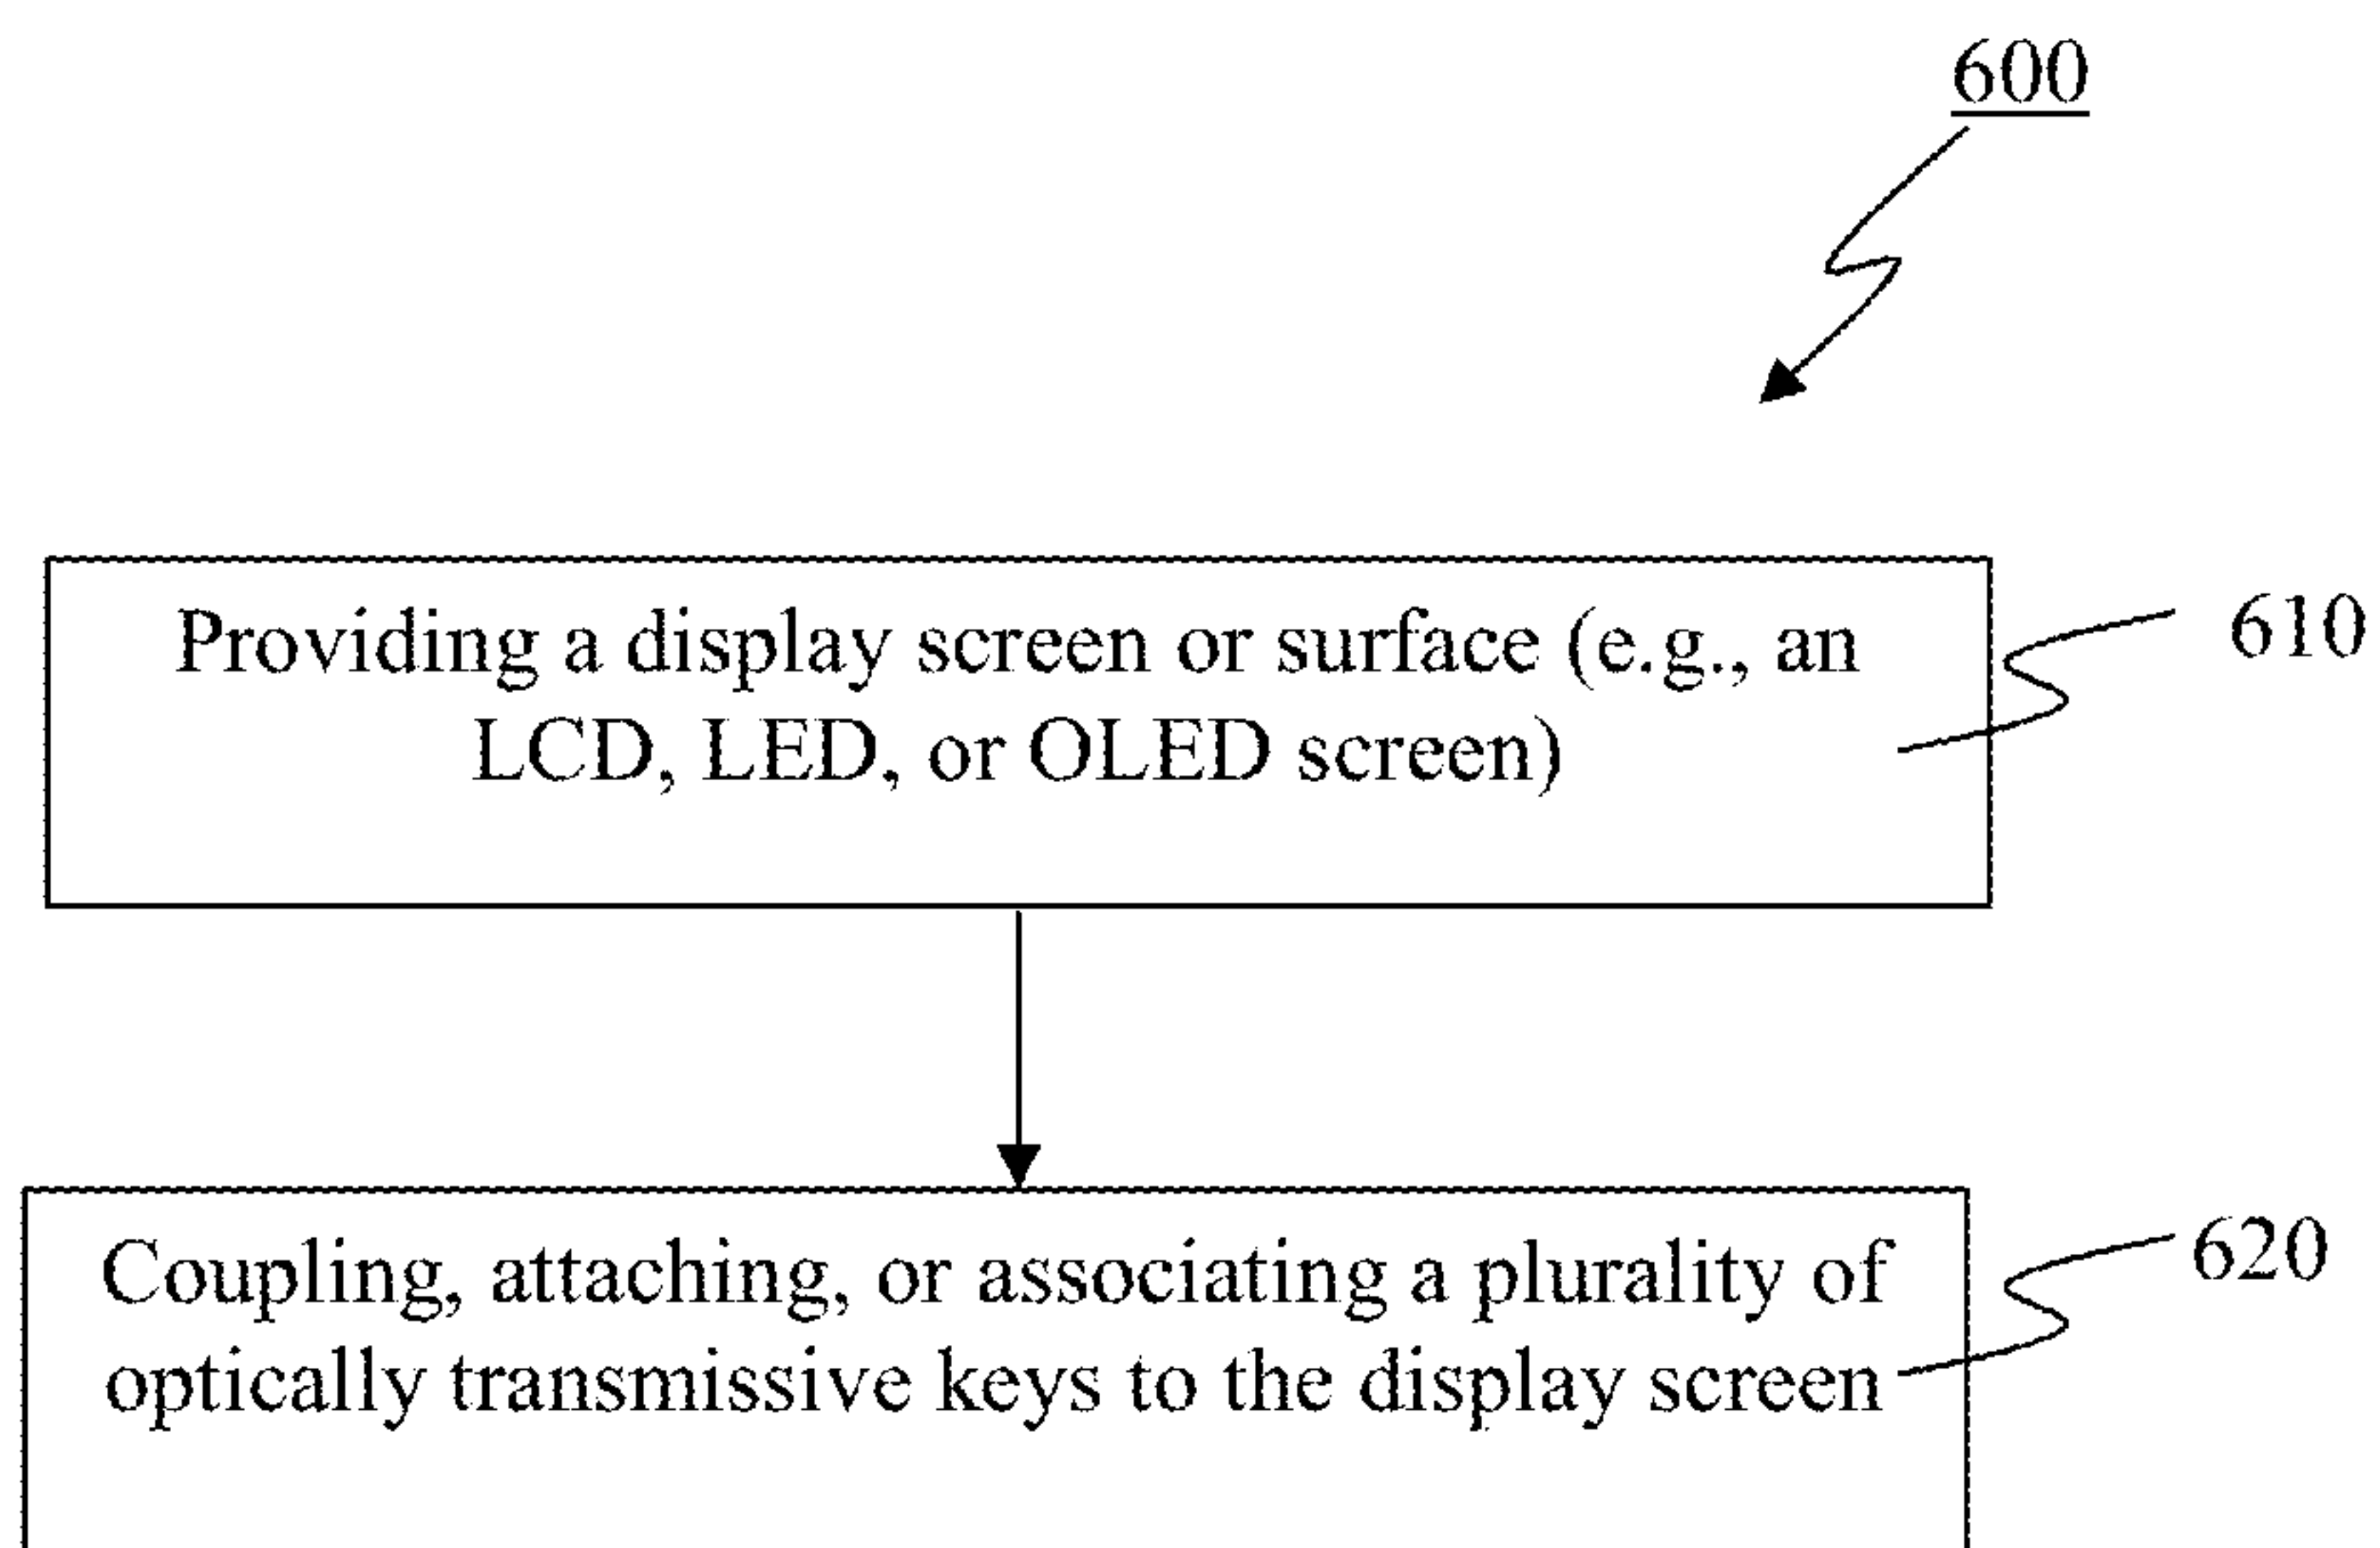 600
Providing a display screen or surface (e.g., an
LCD, LED, or OLED screen)
610
Coupling, attaching, or associating a plurality of
optically transmissive keys to the display screen
620